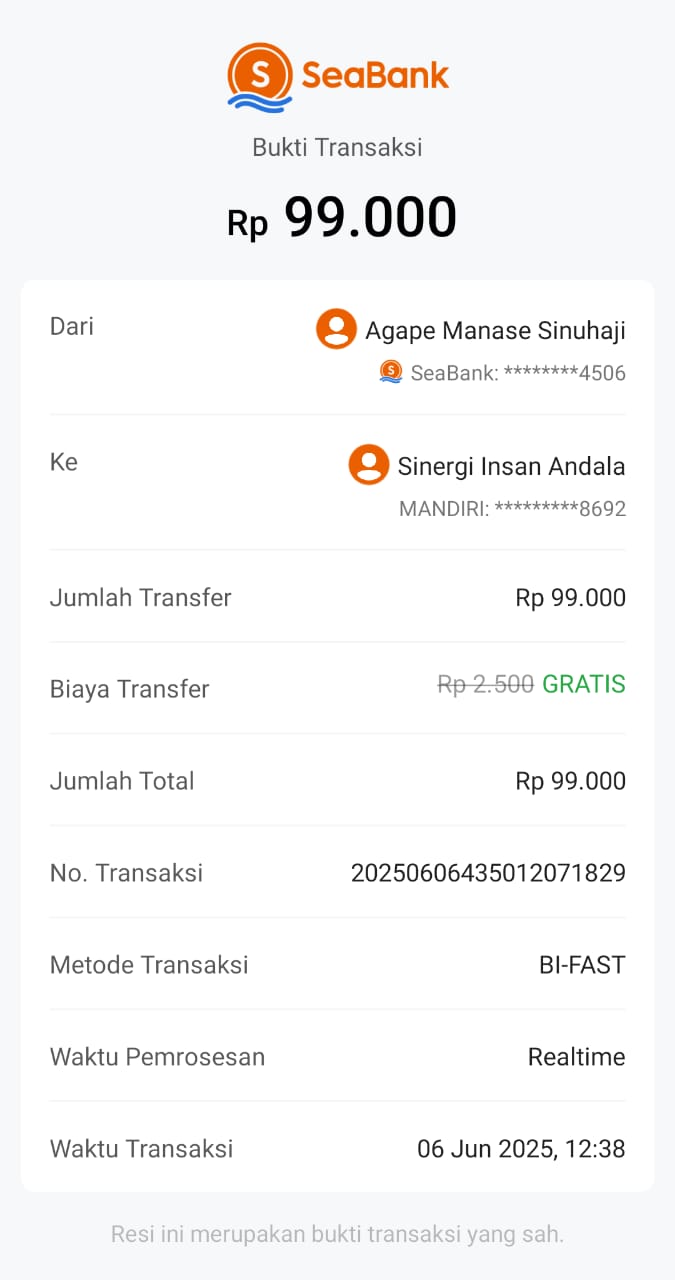 SeaBank
Bukti Transaksi
Rp 99.000
Dari
Agape Manase Sinuhaji
SeaBank: ********4506
Ke
Sinergi Insan Andala
MANDIRI: *********8692
Jumlah Transfer Rp 99.000
Biaya Transfer Rp 2.500 GRATIS
Jumlah Total Rp 99.000
No. Transaksi 20250606435012071829
Metode Transaksi BI-FAST
Waktu Pemrosesan Realtime
Waktu Transaksi 06 Jun 2025, 12:38
Resi ini merupakan bukti transaksi yang sah.